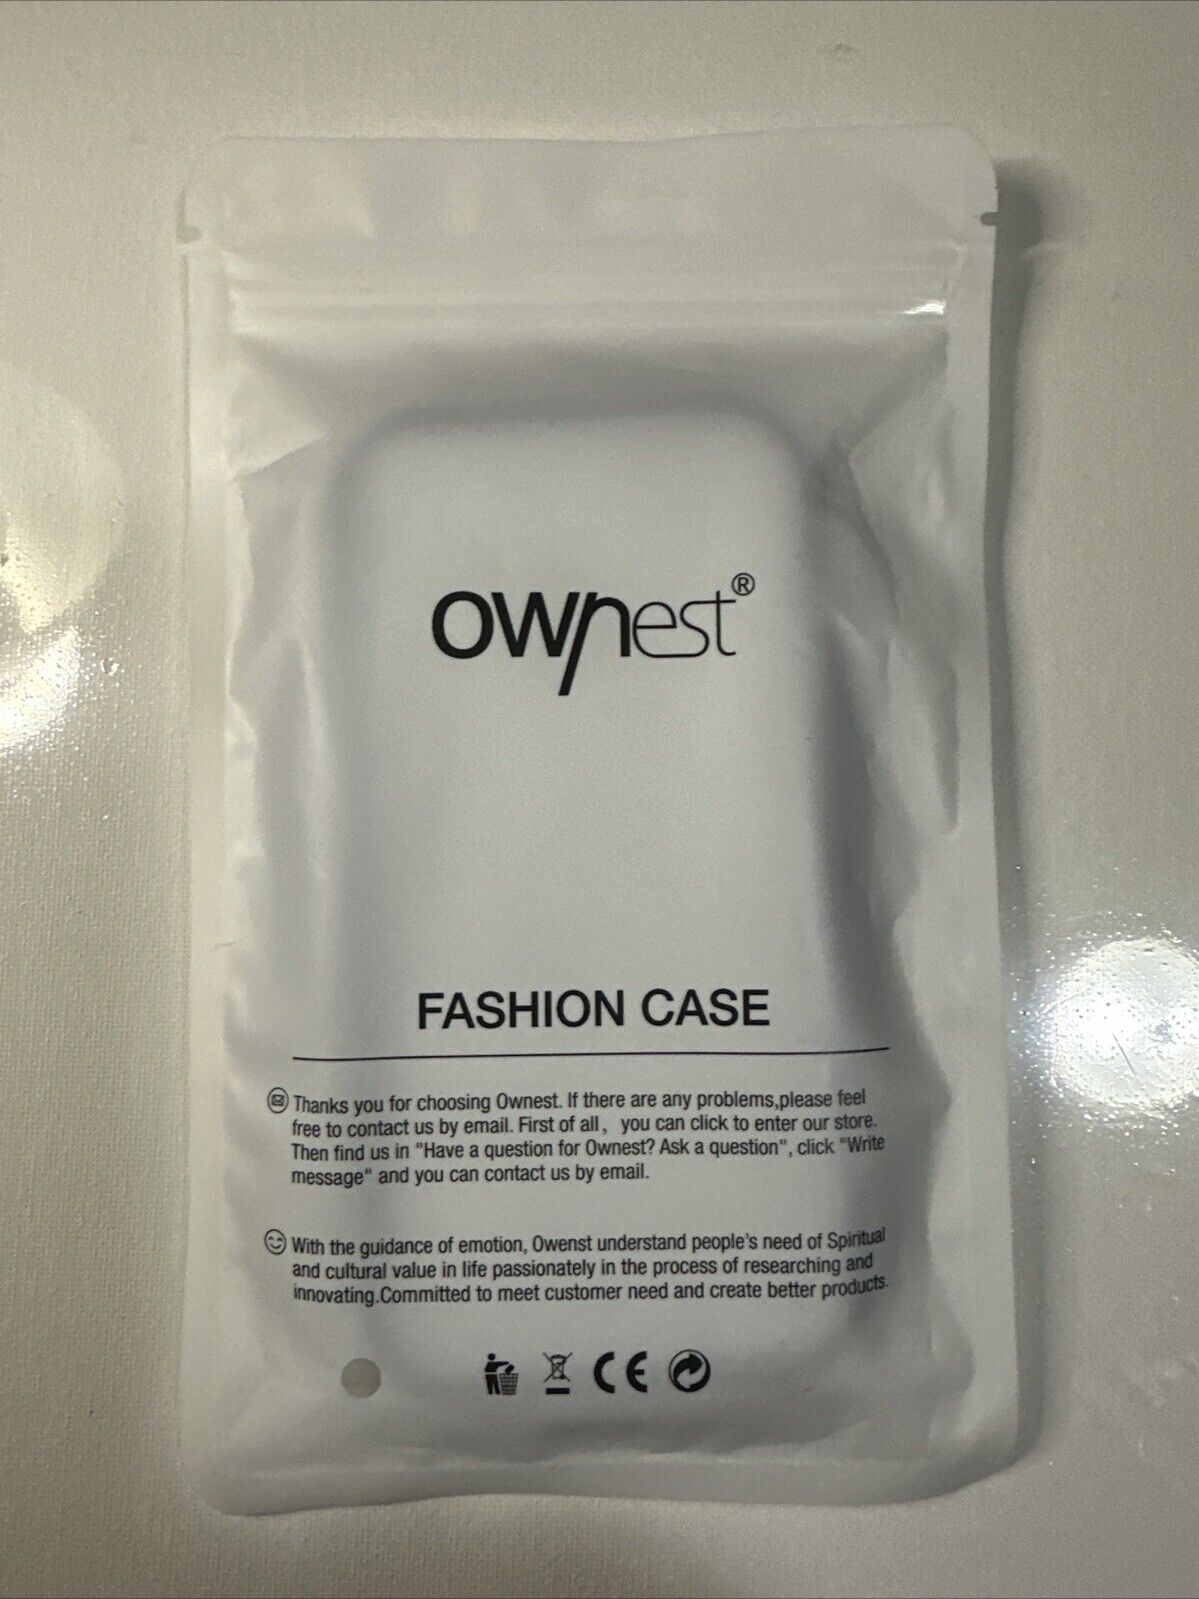 ownest®
FASHION CASE
Thanks you for choosing Ownest. If there are any problems,please feel
free to contact us by email. First of all， you can click to enter our store.
Then find us in "Have a question for Ownest? Ask a question", click "Write
message" and you can contact us by email.
With the guidance of emotion, Owenst understand people's need of Spiritual
and cultural value in life passionately in the process of researching and
innovating.Committed to meet customer need and create better products.
CE